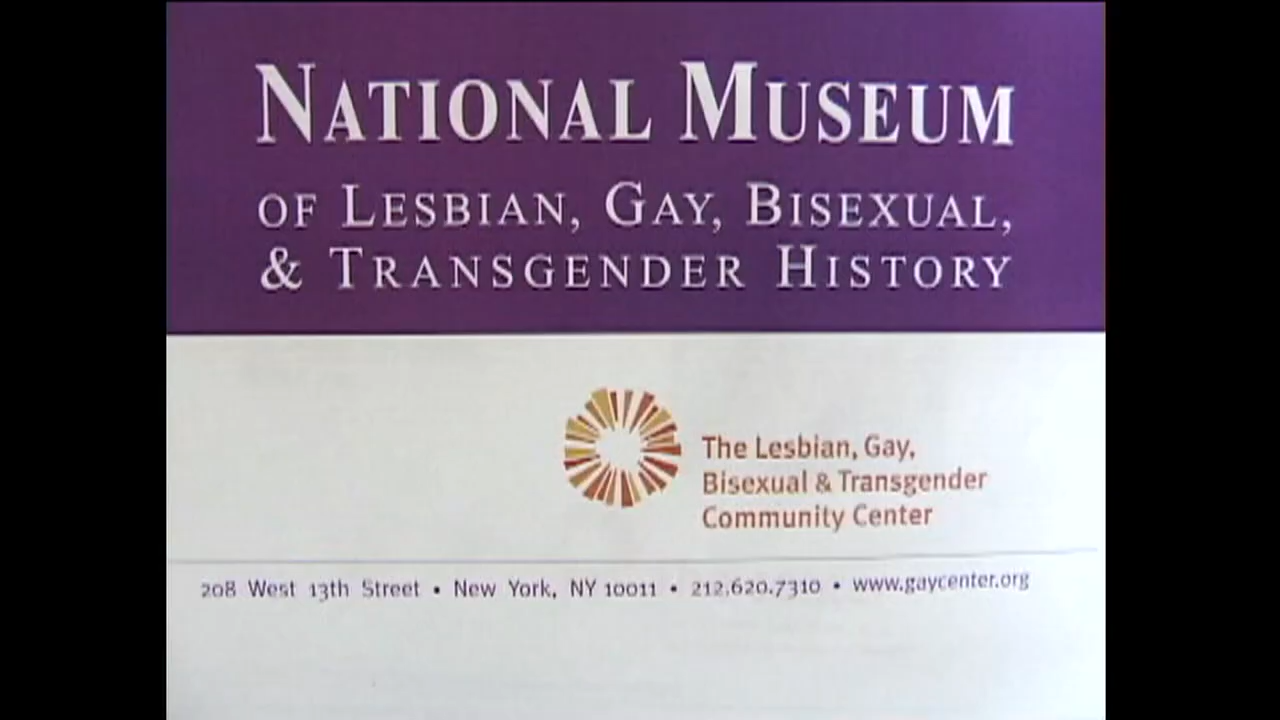 NATIONAL MUSEUM
OF LESBIAN, GAY, BISEXUAL,
& TRANSGENDER HISTORY
The Lesbian, Gay,
Bisexual & Transgender
Community Center
208 West 13th Street • New York, NY 10011 • 212.620.7310 • www.gaycenter.org